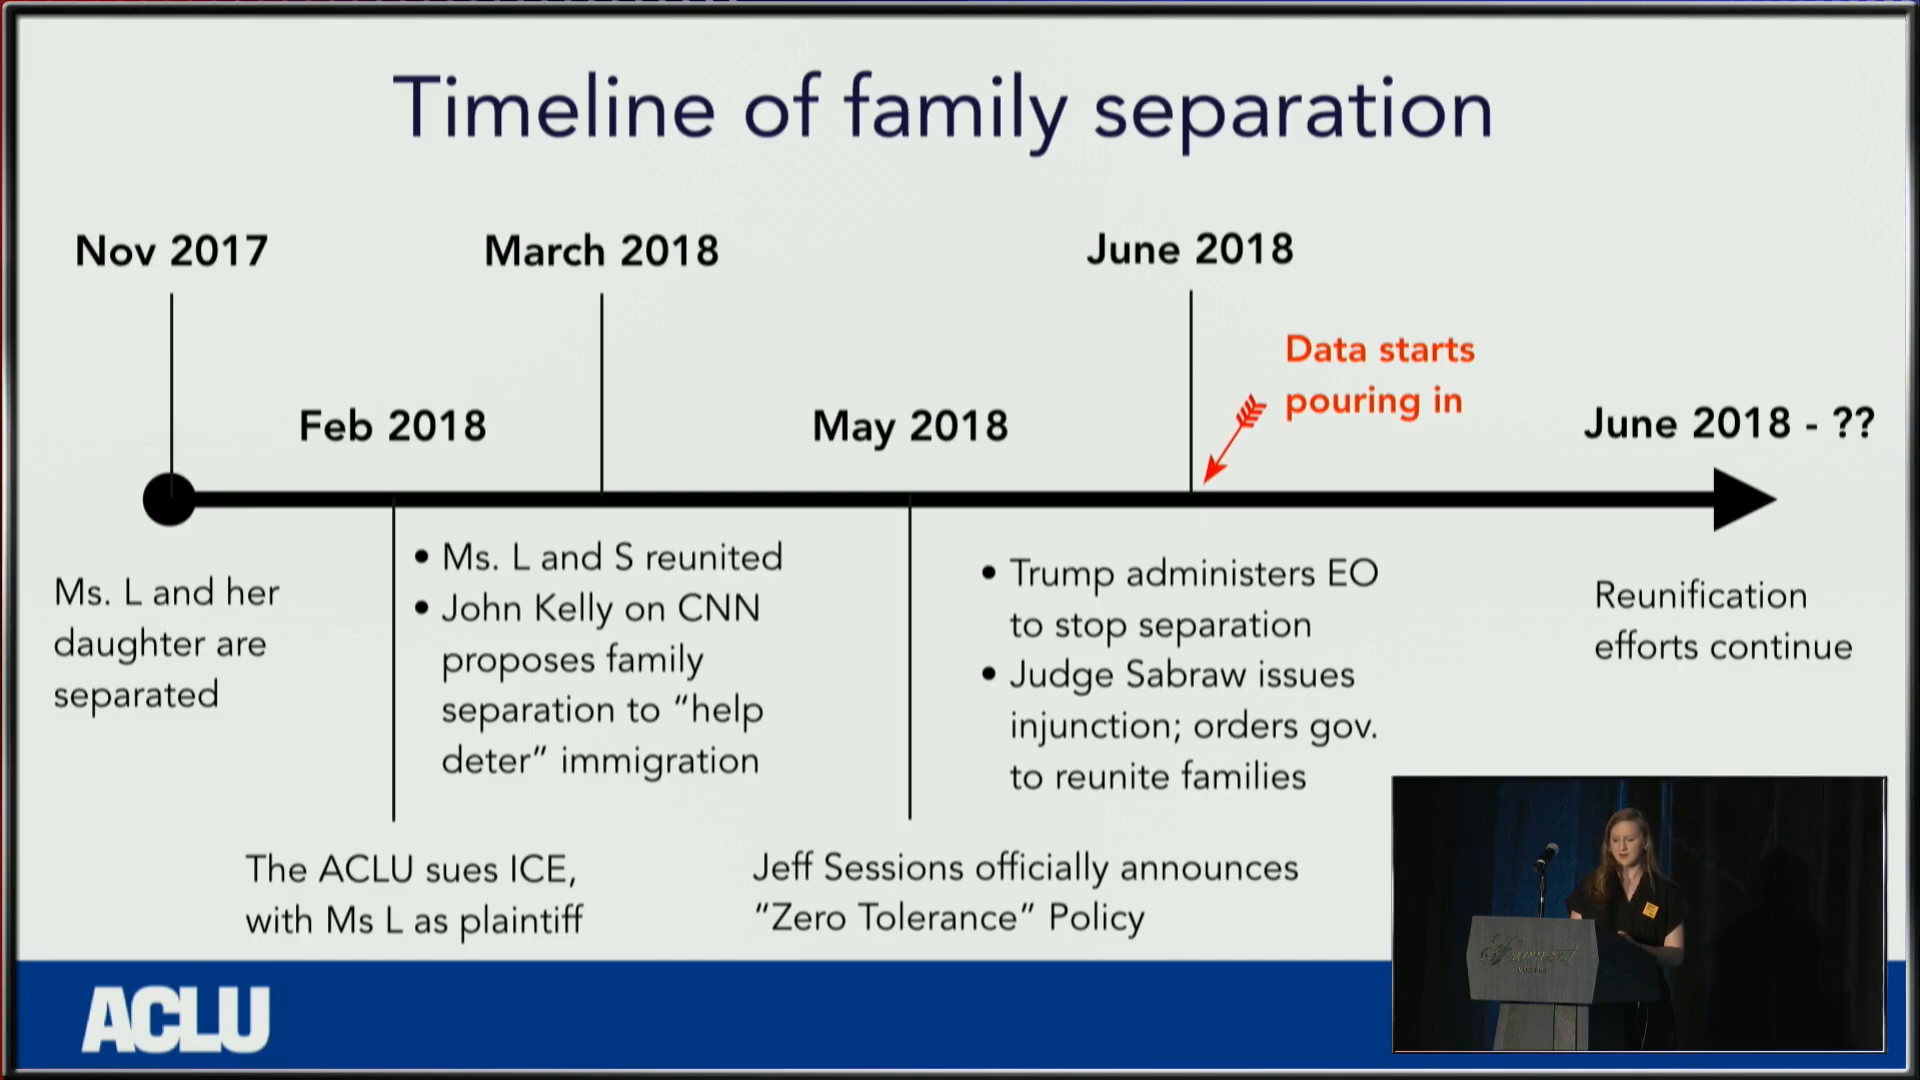 Timeline of family separation
Nov 2017
March 2018
June 2018
Data starts
pouring in
Feb 2018
May 2018
June 2018 - ??
Ms. L and her
daughter are
separated
• Ms. L and S reunited
• John Kelly on CNN
proposes family
separation to “help
deter” immigration
• Trump administers EO
to stop separation
• Judge Sabraw issues
injunction; orders gov.
to reunite families
Reunification
efforts continue
The ACLU sues ICE,
with Ms L as plaintiff
Jeff Sessions officially announces
“Zero Tolerance” Policy
ACLU